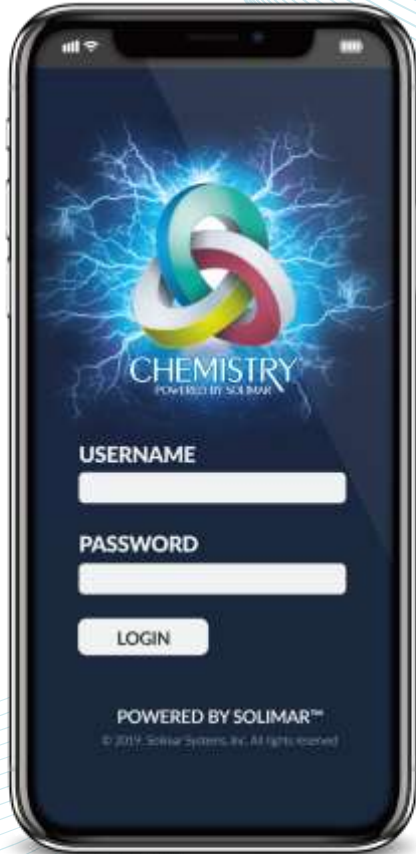 CHEMISTRY
POWERED BY SOLIMAR
USERNAME
PASSWORD
LOGIN
POWERED BY SOLIMAR™
© 2019 Solimar Systems, Inc. All rights reserved